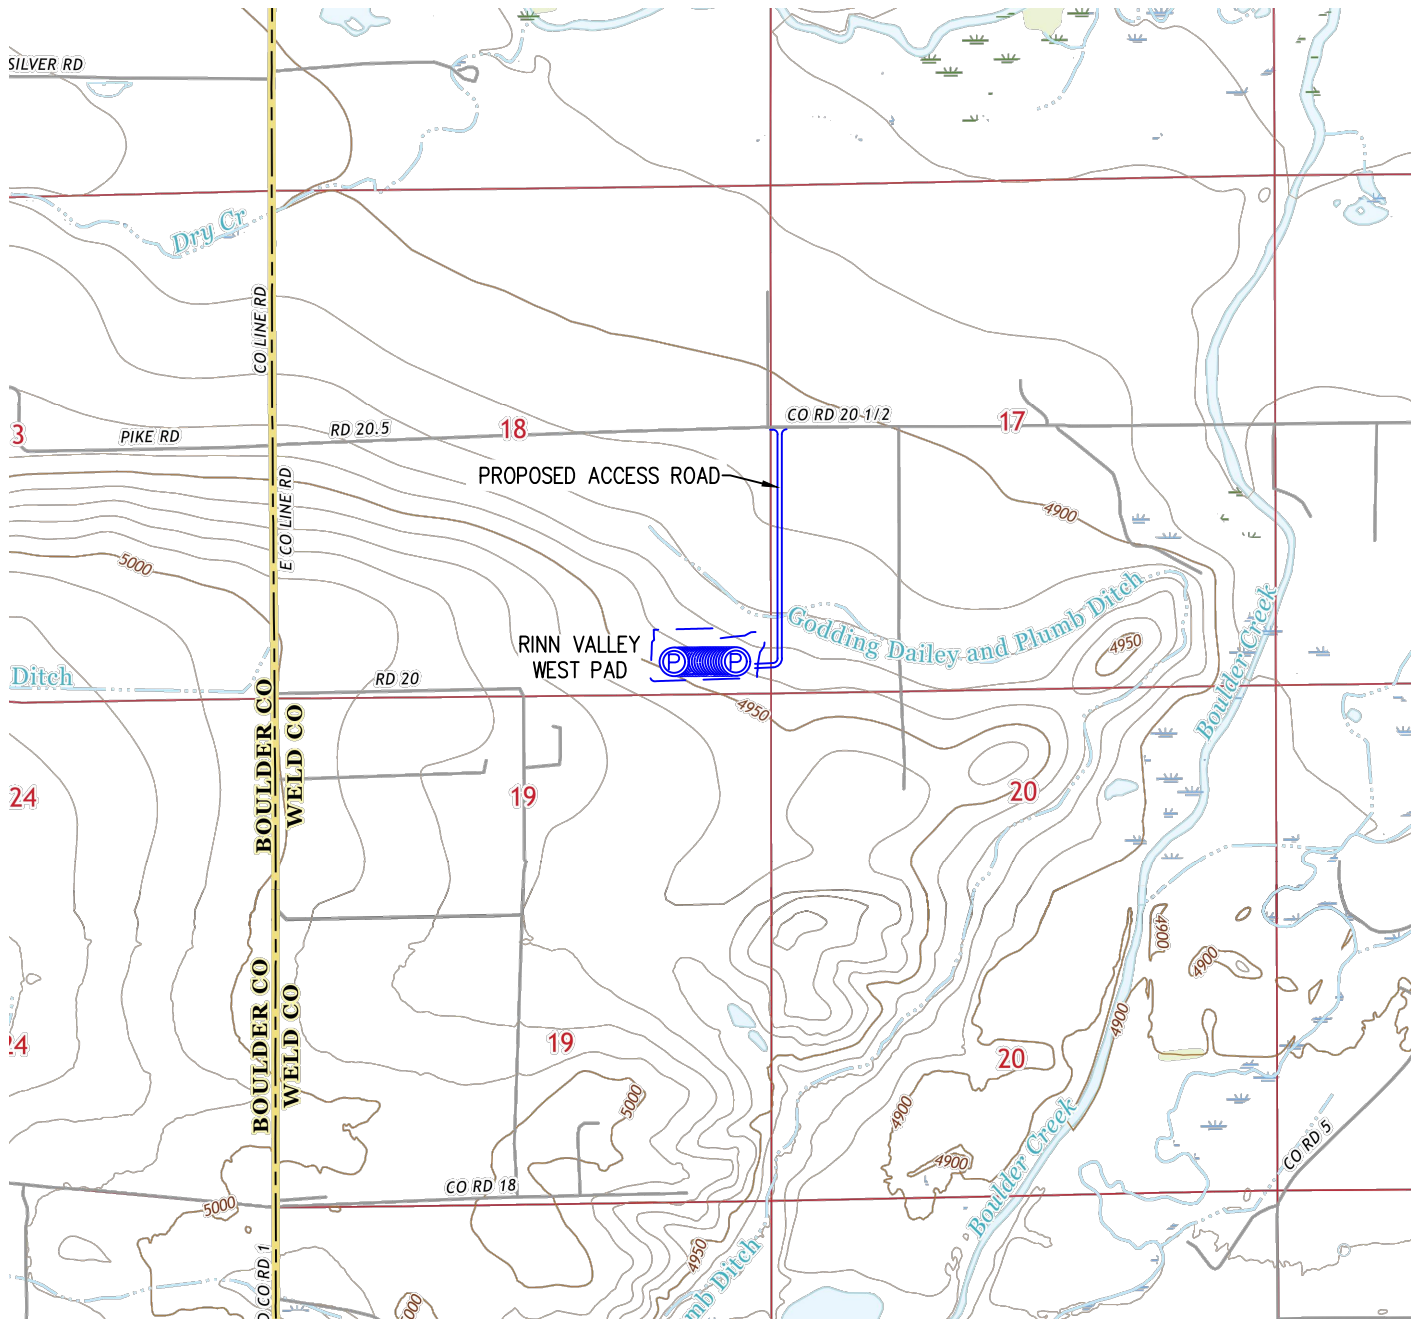 SILVER RD
Dry Cr
CO LINE RD
CO RD 20 1/2
3
PIKE RD
RD 20.5
18
17
PROPOSED ACCESS ROAD
E CO LINE RD
4900
5000
Godding Dailey and Plumb Ditch
Boulder Creek
RINN VALLEY
WEST PAD
P
P
4950
Ditch
RD 20
4950
BOULDER CO
WELD CO
24
19
20
4900
4900
BOULDER CO
WELD CO
4900
24
19
20
5000
4900
Boulder Creek
4900
CO RD 5
CO RD 18
5000
4950
mb Ditch
CO RD 1
000